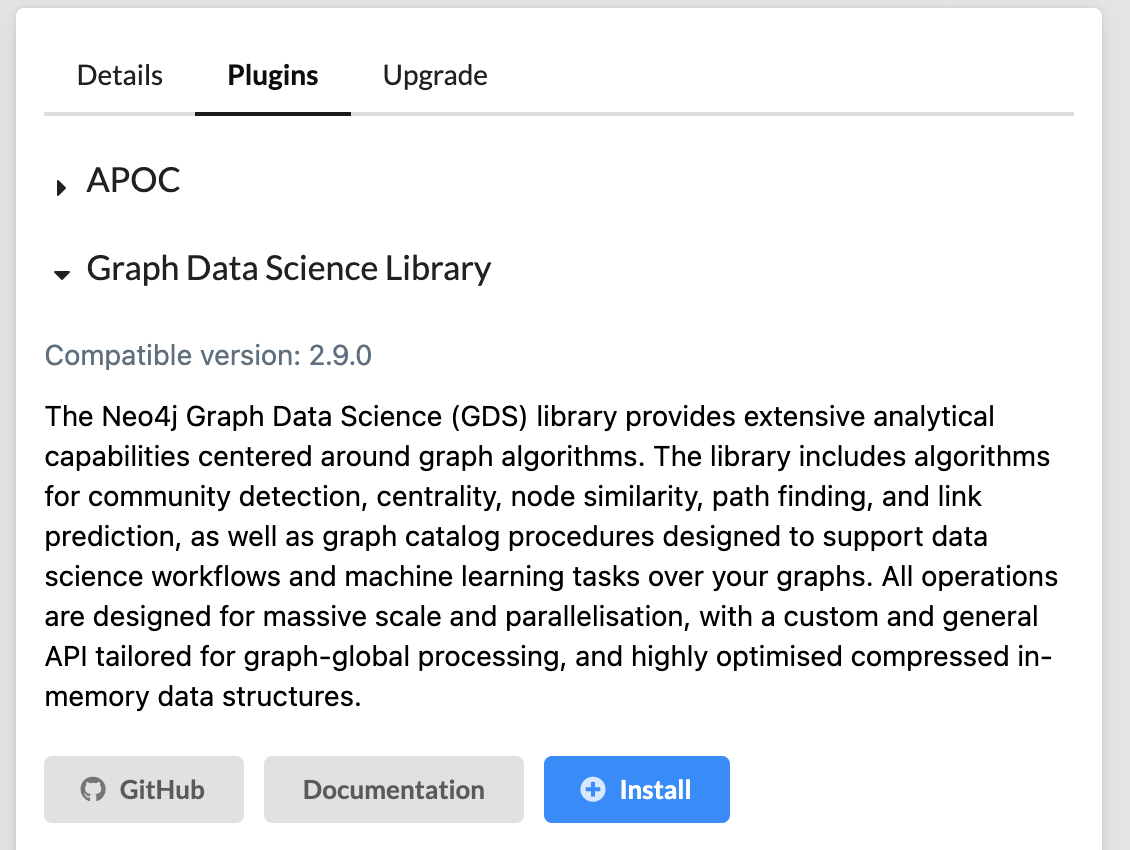 Details Plugins Upgrade
APOC
Graph Data Science Library
Compatible version: 2.9.0
The Neo4j Graph Data Science (GDS) library provides extensive analytical
capabilities centered around graph algorithms. The library includes algorithms
for community detection, centrality, node similarity, path finding, and link
prediction, as well as graph catalog procedures designed to support data
science workflows and machine learning tasks over your graphs. All operations
are designed for massive scale and parallelisation, with a custom and general
API tailored for graph-global processing, and highly optimised compressed in-
memory data structures.
GitHub Documentation Install